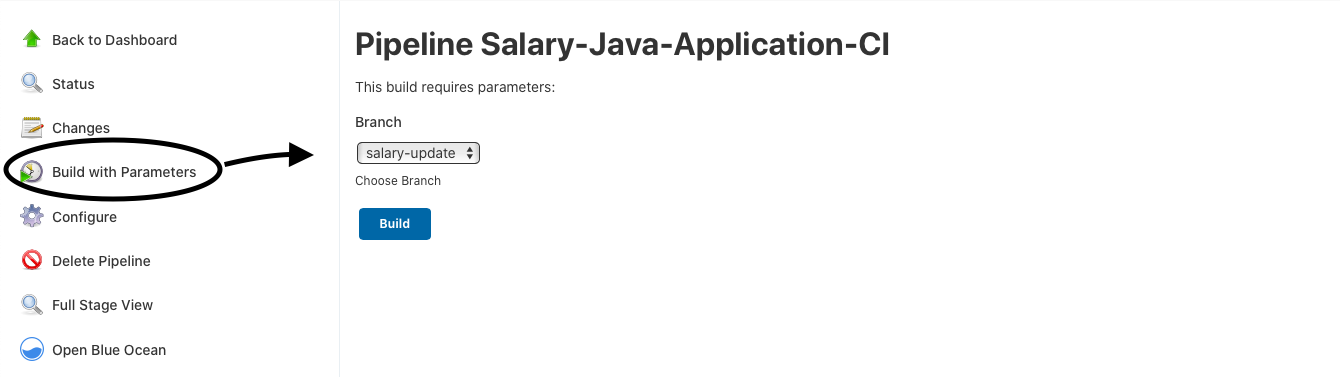 Back to Dashboard
Status
Changes
Build with Parameters
Configure
Delete Pipeline
Full Stage View
Open Blue Ocean
Pipeline Salary-Java-Application-CI
This build requires parameters:
Branch
salary-update
Choose Branch
Build